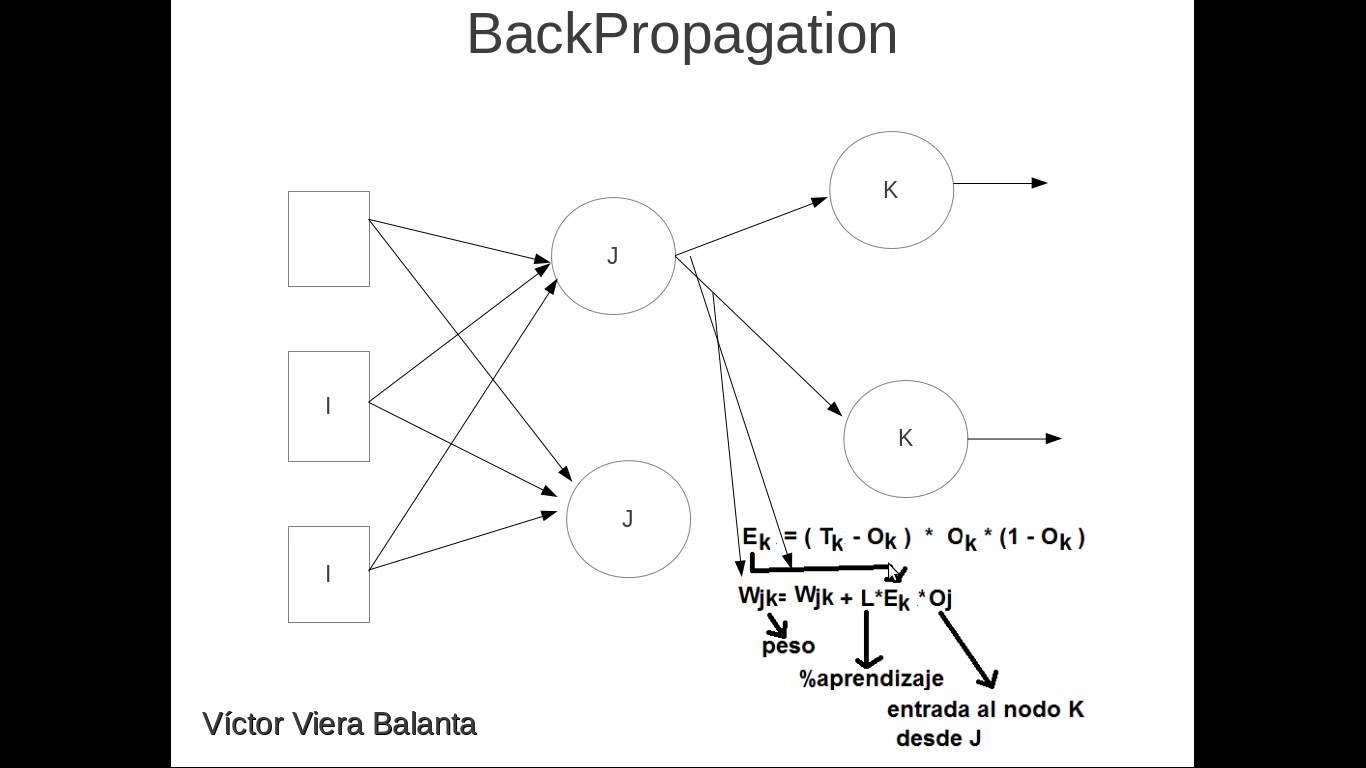 BackPropagation
K
J
I
K
J
I
Ek = ( Tk - Ok ) * Ok * (1 - Ok )
Wjk= Wjk + L*Ek *Oj
peso
%aprendizaje
entrada al nodo K
desde J
Víctor Viera Balanta